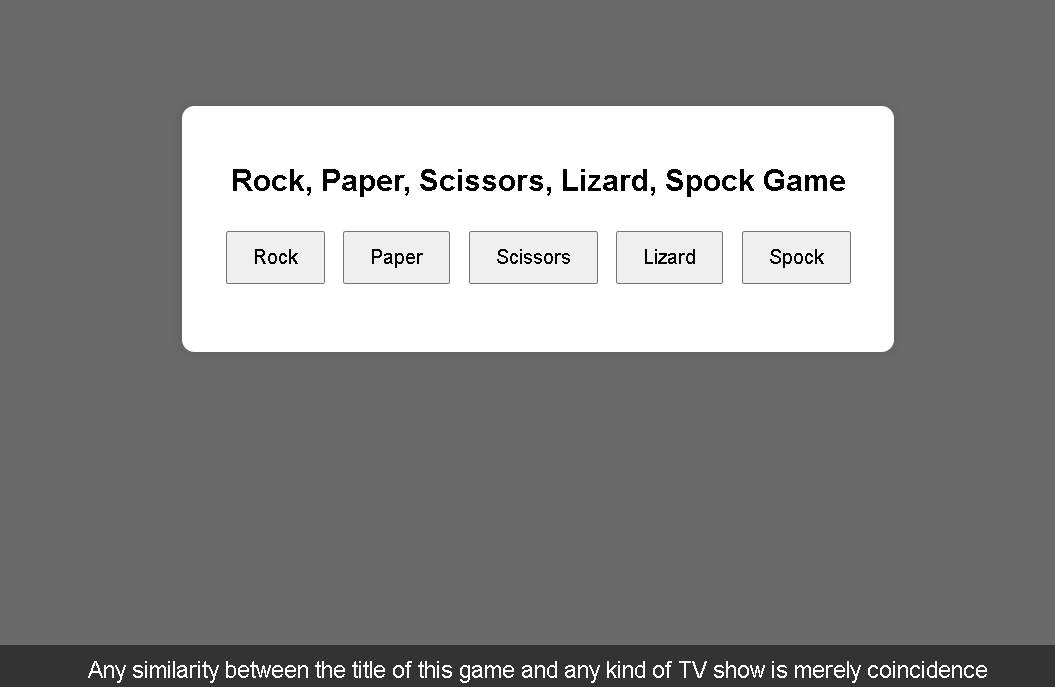 Rock, Paper, Scissors, Lizard, Spock Game
Rock Paper Scissors Lizard Spock
Any similarity between the title of this game and any kind of TV show is merely coincidence